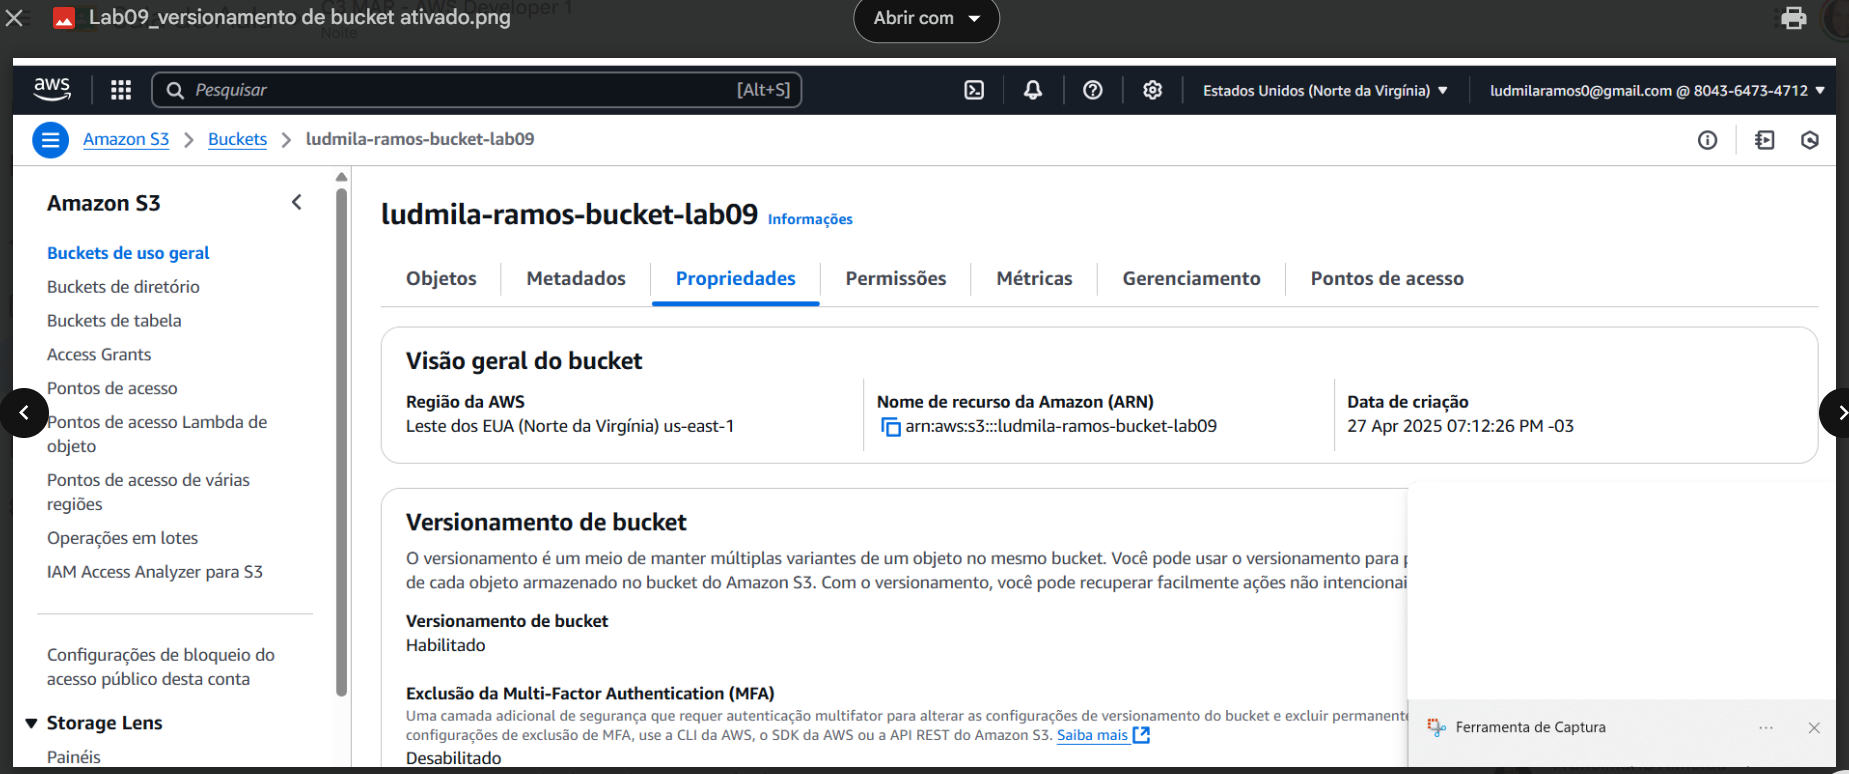 Lab09_versionamento de bucket ativado.png
Abrir com
C3 MAR - AWS Developer 1
Noite
aws
Pesquisar
[Alt+S]
Estados Unidos (Norte da Virgínia)
ludmilaramos0@gmail.com @ 8043-6473-4712
Amazon S3
Buckets
ludmila-ramos-bucket-lab09
Amazon S3
Buckets de uso geral
Buckets de diretório
Buckets de tabela
Access Grants
Pontos de acesso
Pontos de acesso Lambda de
objeto
Pontos de acesso de várias
regiões
Operações em lotes
IAM Access Analyzer para S3
Configurações de bloqueio do
acesso público desta conta
Storage Lens
Painéis
ludmila-ramos-bucket-lab09 Informações
Objetos
Metadados
Propriedades
Permissões
Métricas
Gerenciamento
Pontos de acesso
Visão geral do bucket
Região da AWS
Leste dos EUA (Norte da Virgínia) us-east-1
Nome de recurso da Amazon (ARN)
arn:aws:s3:::ludmila-ramos-bucket-lab09
Data de criação
27 Apr 2025 07:12:26 PM -03
Versionamento de bucket
O versionamento é um meio de manter múltiplas variantes de um objeto no mesmo bucket. Você pode usar o versionamento para
de cada objeto armazenado no bucket do Amazon S3. Com o versionamento, você pode recuperar facilmente ações não
Versionamento de bucket
Habilitado
Exclusão da Multi-Factor Authentication (MFA)
Uma camada adicional de segurança que requer autenticação multifator para alterar as configurações de versionamento do bucket e excluir
configurações de exclusão de MFA, use a CLI da AWS, o SDK da AWS ou a API REST do Amazon S3. Saiba mais
Desabilitado
Ferramenta de Captura